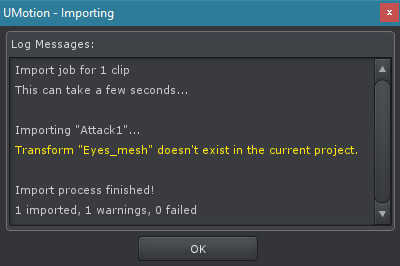 UMotion - Importing
x
Log Messages:
Import job for 1 clip
This can take a few seconds...
Importing "Attack1"...
Transform "Eyes_mesh" doesn't exist in the current project.
Import process finished!
1 imported, 1 warnings, 0 failed
OK